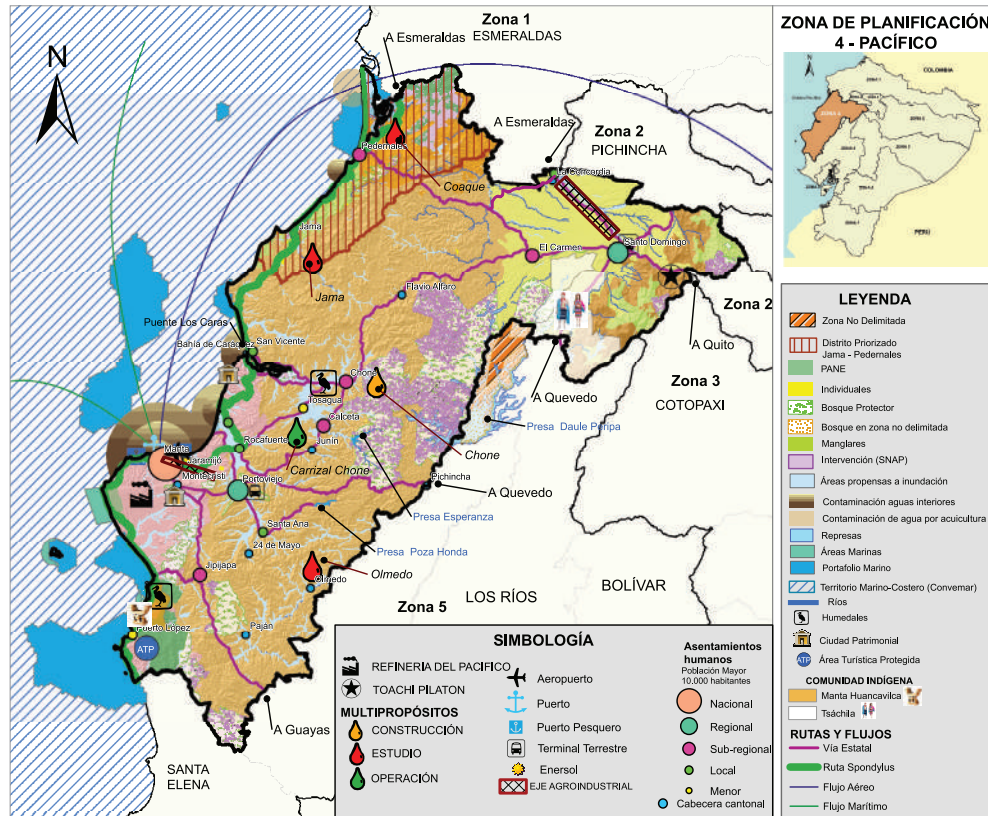 Zona 1
ESMERALDAS
A Esmeraldas
A Esmeraldas
Zona 2
PICHINCHA
N
Pedernales
Coaque
La Concordia
Jama
Jama
El Carmen
Santo Domingo
Flavio Alfaro
Zona 2
A Quito
Puente Los Caras
Bahía de Caráquez
San Vicente
Zona 3
COTOPAXI
A Quevedo
Chone
Tosagua
Calceta
Presa Daule Peripa
Rocafuerte
Junín
Chone
Manta
Jaramijó
Montecristi
Carrizal Chone
Portoviejo
Pichincha
A Quevedo
Presa Esperanza
Santa Ana
24 de Mayo
Presa Poza Honda
Jipijapa
Olmedo
Olmedo
BOLÍVAR
LOS RÍOS
Zona 5
Puerto López
Paján
ATP
A Guayas
SANTA
ELENA
SIMBOLOGÍA
REFINERIA DEL PACIFICO
TOACHI PILATON
MULTIPROPÓSITOS
CONSTRUCCIÓN
ESTUDIO
OPERACIÓN
Aeropuerto
Puerto
Puerto Pesquero
Terminal Terrestre
Enersol
EJE AGROINDUSTRIAL
Asentamientos
humanos
Población Mayor
10.000 habitantes
Nacional
Regional
Sub-regional
Local
Menor
Cabecera cantonal
ZONA DE PLANIFICACIÓN
4 - PACÍFICO
COLOMBIA
ZONA 4
PERÚ
LEYENDA
Zona No Delimitada
Distrito Priorizado
Jama - Pedernales
PANE
Individuales
Bosque Protector
Bosque en zona no delimitada
Manglares
Intervención (SNAP)
Áreas propensas a inundación
Contaminación aguas interiores
Contaminación de agua por acuicultura
Represas
Áreas Marinas
Portafolio Marino
Territorio Marino-Costero (Convemar)
Ríos
Humedales
Ciudad Patrimonial
ATP
Área Turística Protegida
COMUNIDAD INDÍGENA
Manta Huancavilca
Tsáchila
RUTAS Y FLUJOS
Vía Estatal
Ruta Spondylus
Flujo Aéreo
Flujo Marítimo